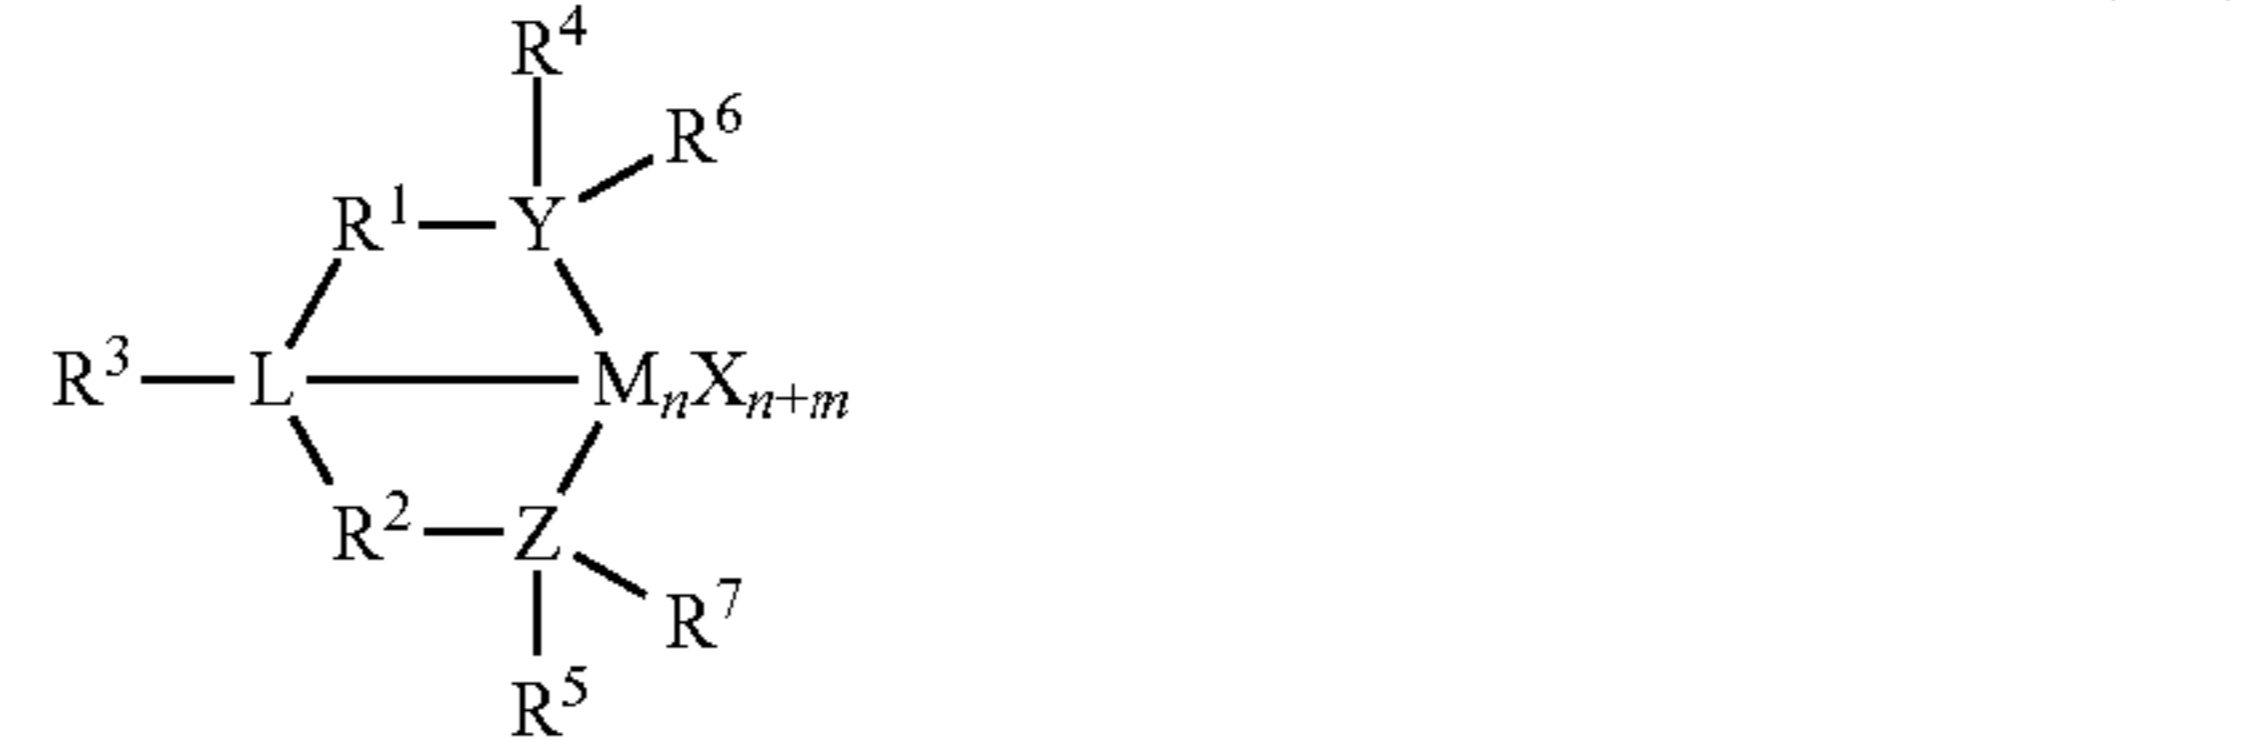 R⁴
R⁶
R¹ Y
R³ L MₙXₙ₊ₘ
R² Z
R⁷
R⁵